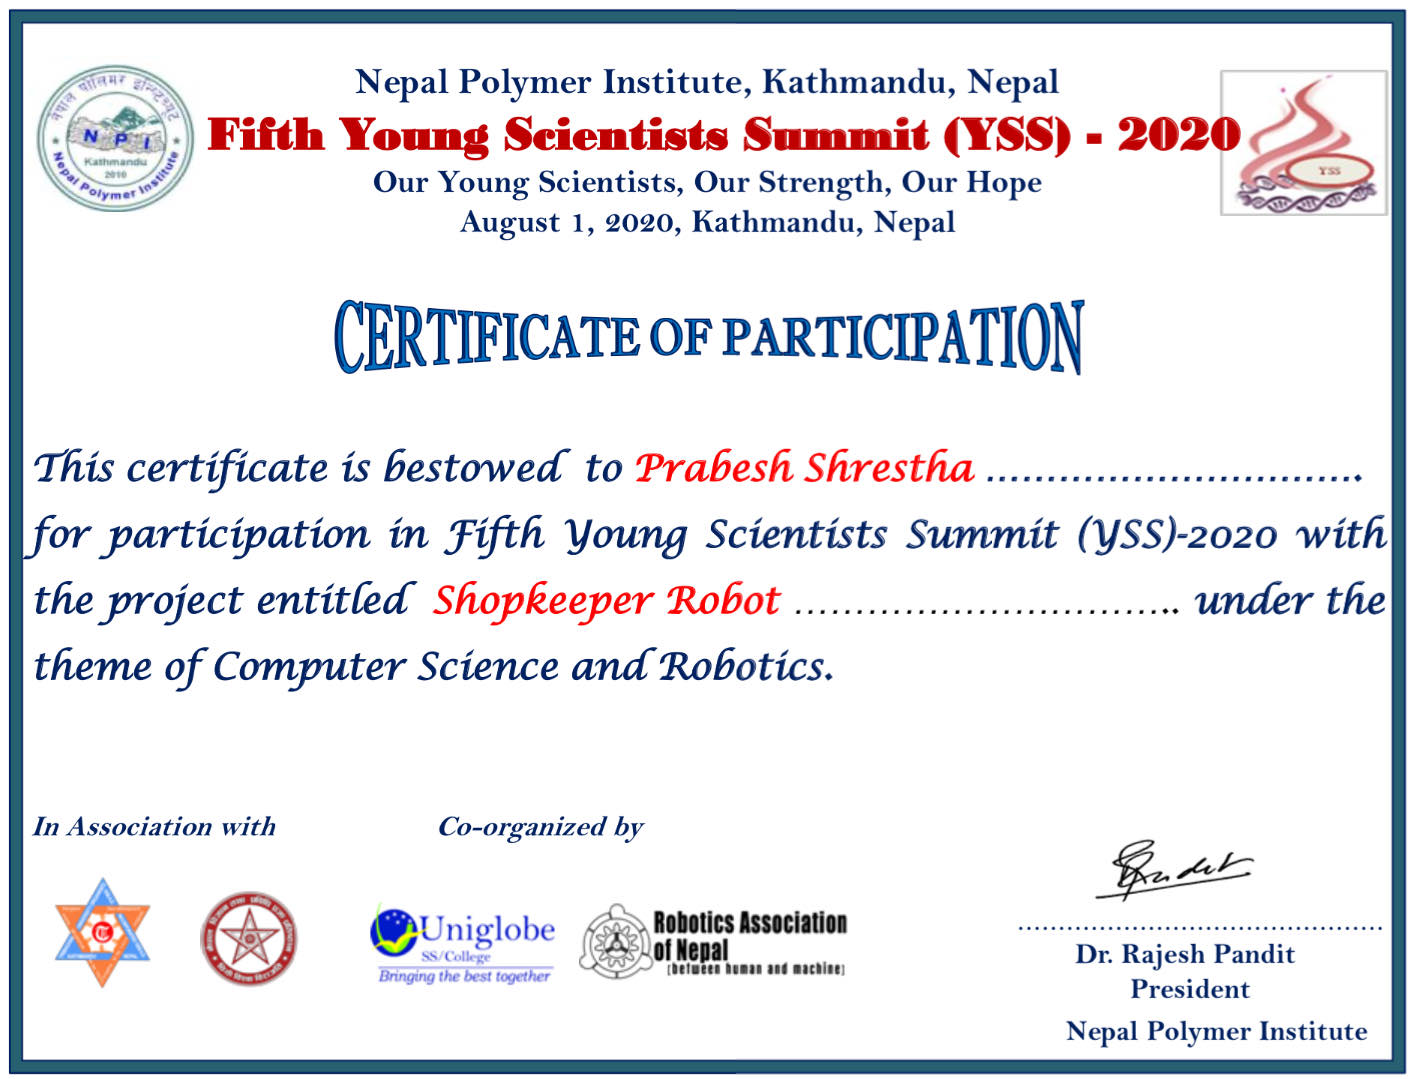 Nepal Polymer Institute, Kathmandu, Nepal
Fifth Young Scientists Summit (YSS) - 2020
Our Young Scientists, Our Strength, Our Hope
August 1, 2020, Kathmandu, Nepal
नेपाल पोलिमर इन्स्टिच्यूट
N P I
Kathmandu
2010
Nepal Polymer Institute
YSS
CERTIFICATE OF PARTICIPATION
This certificate is bestowed to Prabesh Shrestha ………………………….
for participation in Fifth Young Scientists Summit (YSS)-2020 with
the project entitled Shopkeeper Robot ………………………….. under the
theme of Computer Science and Robotics.
In Association with
Co-organized by
Uniglobe
SS/College
Bringing the best together
Robotics Association
of Nepal
[between human and machine]
Pandit
Dr. Rajesh Pandit
President
Nepal Polymer Institute